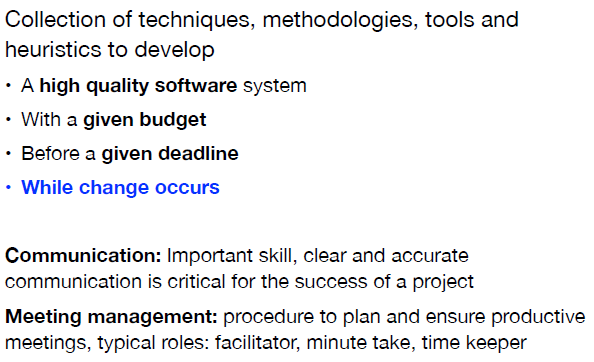 Collection of techniques, methodologies, tools and
heuristics to develop
• A high quality software system
• With a given budget
• Before a given deadline
• While change occurs
Communication: Important skill, clear and accurate
communication is critical for the success of a project
Meeting management: procedure to plan and ensure productive
meetings, typical roles: facilitator, minute take, time keeper